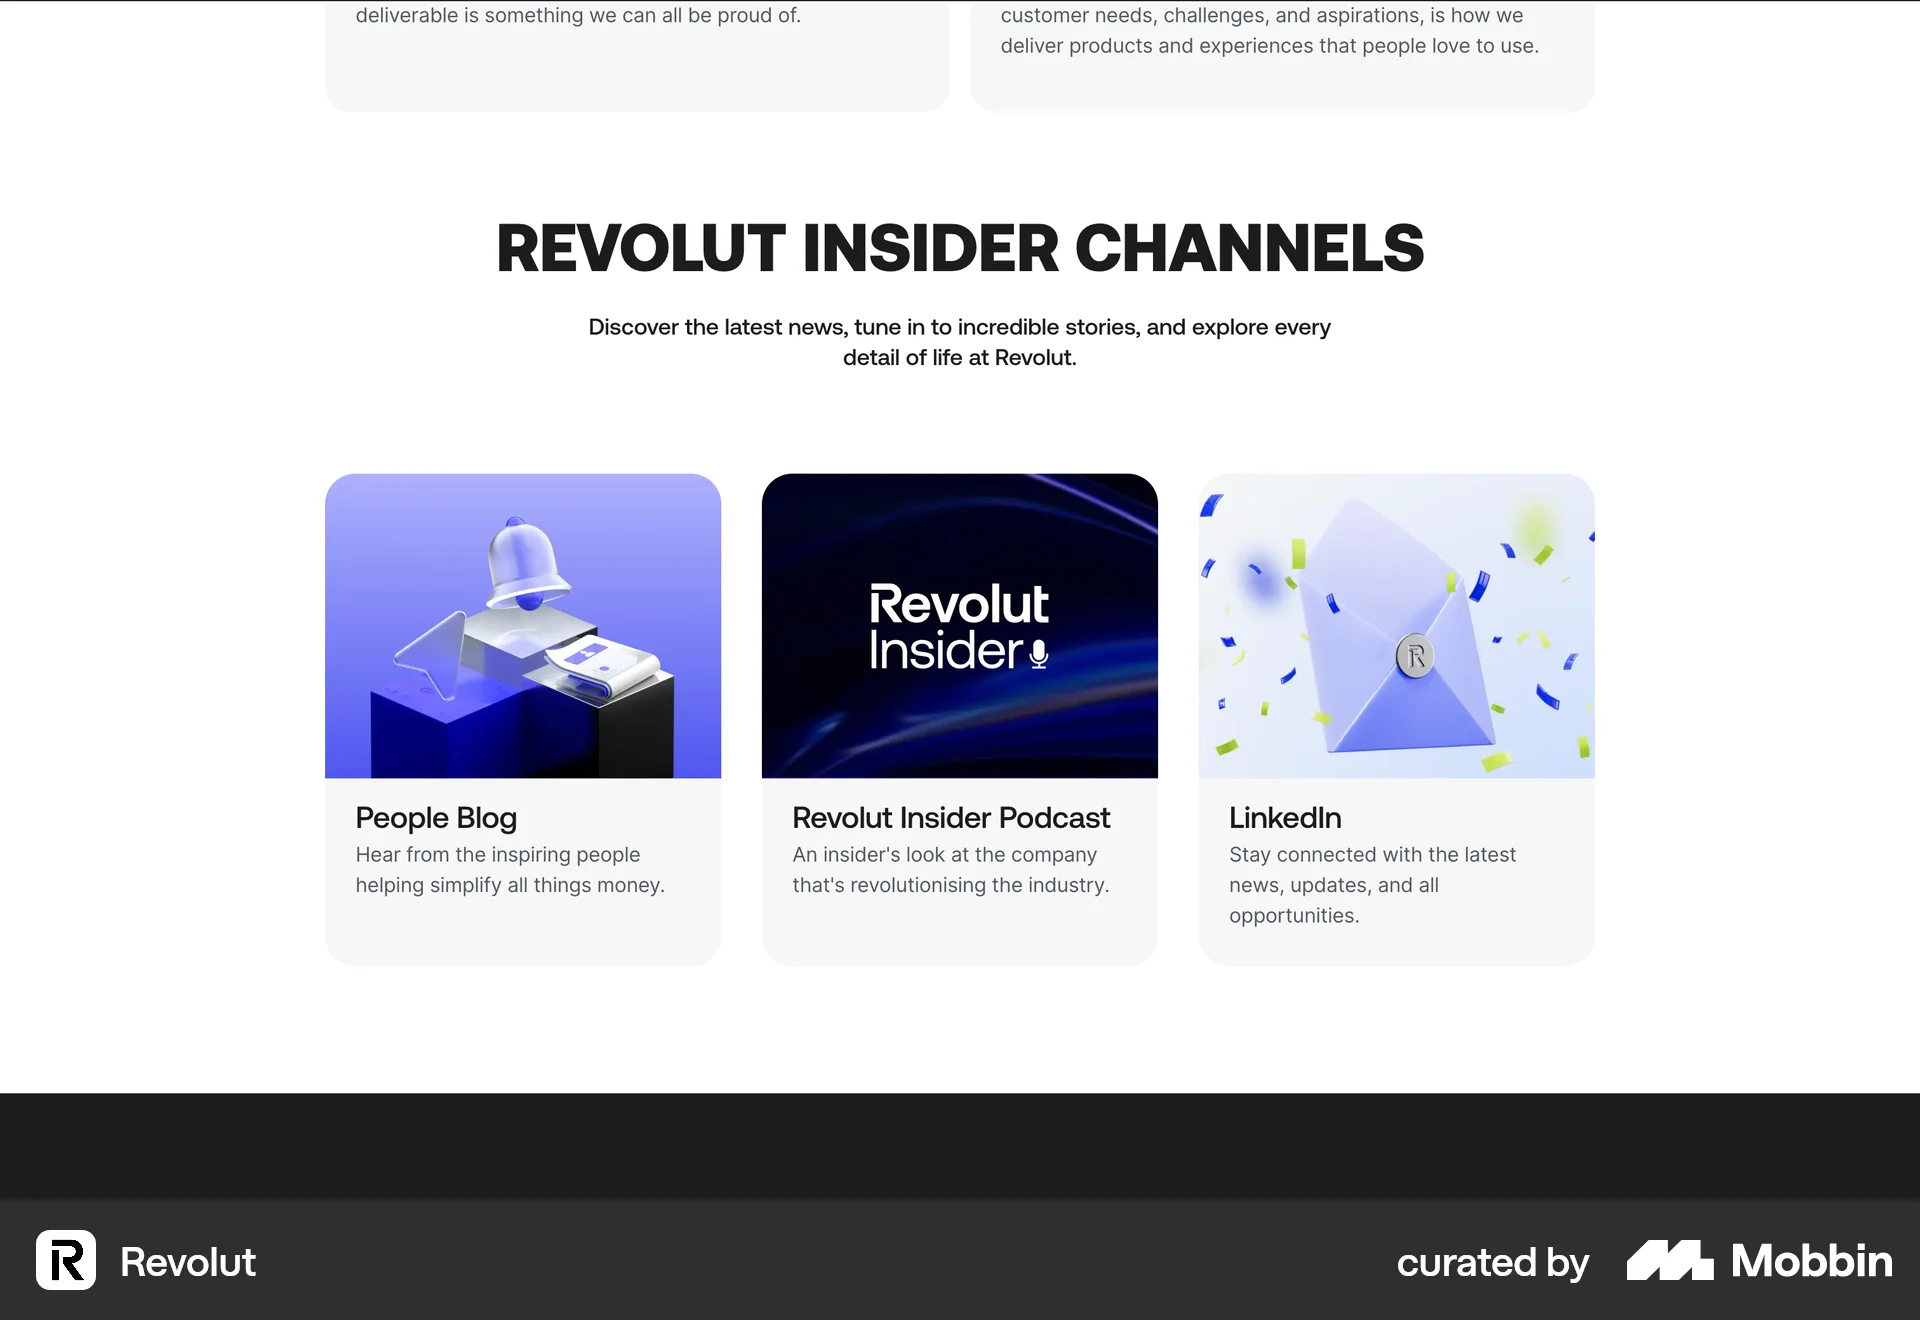 deliverable is something we can all be proud of.
customer needs, challenges, and aspirations, is how we
deliver products and experiences that people love to use.
REVOLUT INSIDER CHANNELS
Discover the latest news, tune in to incredible stories, and explore every
detail of life at Revolut.
Revolut
Insider
R
People Blog
Hear from the inspiring people
helping simplify all things money.
Revolut Insider Podcast
An insider's look at the company
that's revolutionising the industry.
LinkedIn
Stay connected with the latest
news, updates, and all
opportunities.
R Revolut
curated by Mobbin